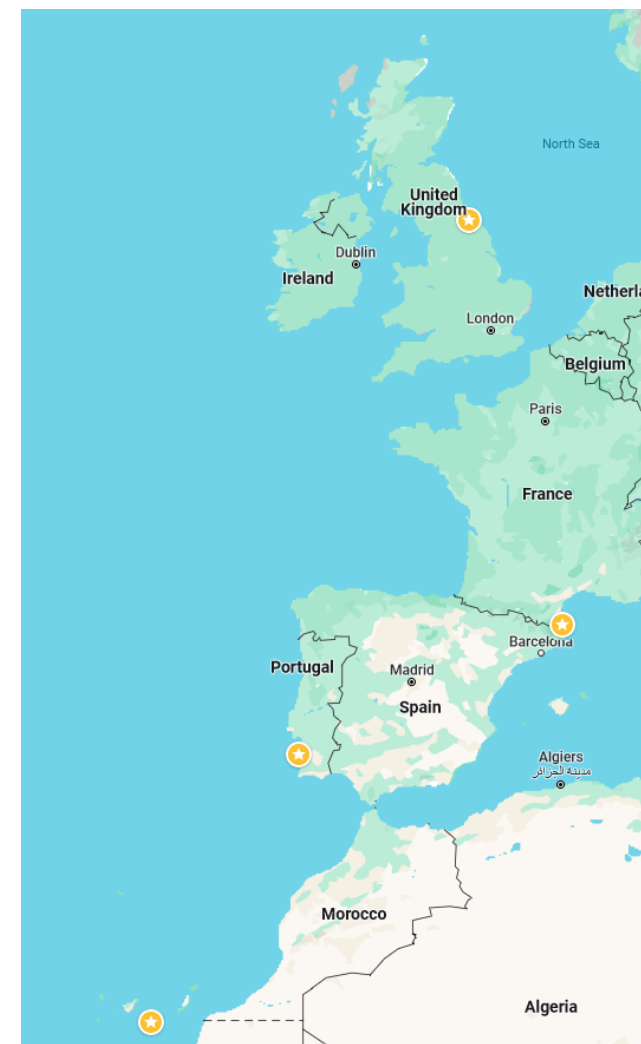 North Sea
United
Kingdom
Dublin
Ireland
Netherla
London
Belgium
Paris
France
Barcelona
Portugal
Madrid
Spain
Algiers
مدينة الجزائر
Morocco
Algeria